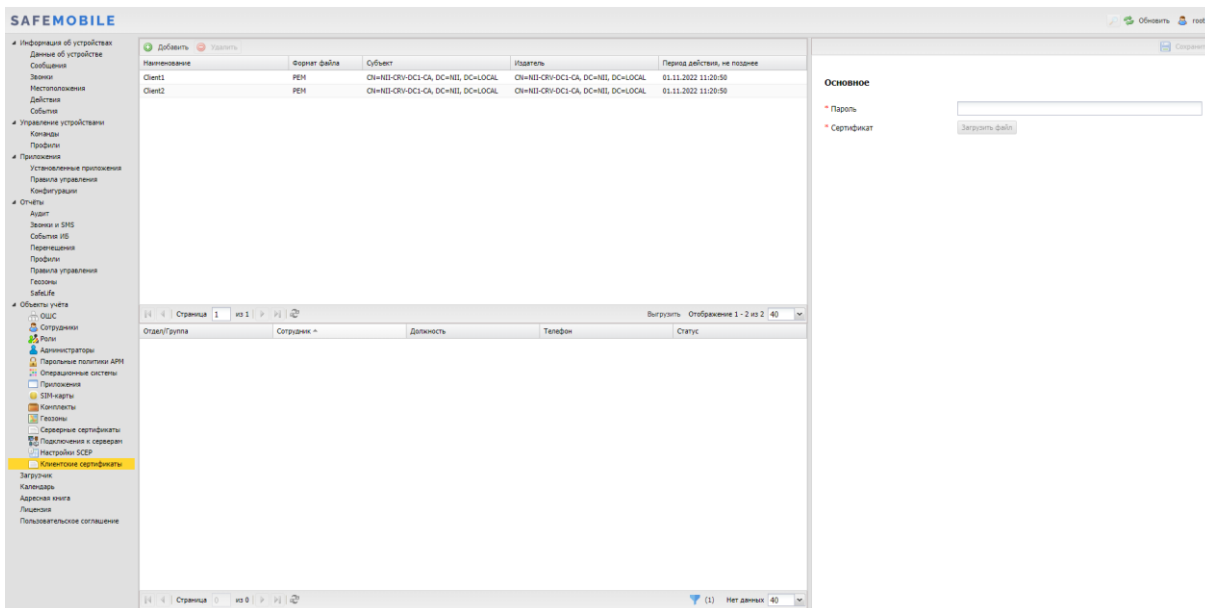 SAFEMOBILE
Обновить root
Информация об устройствах
Данные об устройстве
Сообщения
Звонки
Местоположения
Действия
События
Управление устройствами
Команды
Профили
Приложения
Установленные приложения
Правила управления
Конфигурации
Отчёты
Аудит
Звонки и SMS
События ИБ
Перемещения
Профили
Правила управления
Геозоны
SafeLife
Объекты учёта
ОШС
Сотрудники
Роли
Администраторы
Парольные политики АРМ
Операционные системы
Приложения
SIM-карты
Комплекты
Геозоны
Серверные сертификаты
Подключения к серверам
Настройки SCEP
Клиентские сертификаты
Загрузчик
Календарь
Адресная книга
Лицензия
Пользовательское соглашение
Добавить Удалить
Наименование Формат файла Субъект Издатель Период действия, не позднее
Client1 PEM CN=NII-CRV-DC1-CA, DC=NII, DC=LOCAL CN=NII-CRV-DC1-CA, DC=NII, DC=LOCAL 01.11.2022 11:20:50
Client2 PEM CN=NII-CRV-DC1-CA, DC=NII, DC=LOCAL CN=NII-CRV-DC1-CA, DC=NII, DC=LOCAL 01.11.2022 11:20:50
Страница 1 из 1 Выгрузить Отображение 1 - 2 из 2 40
Отдел/Группа Сотрудник Должность Телефон Статус
Страница 0 из 0 (1) Нет данных 40
Сохранить
Основное
* Пароль
* Сертификат Загрузить файл